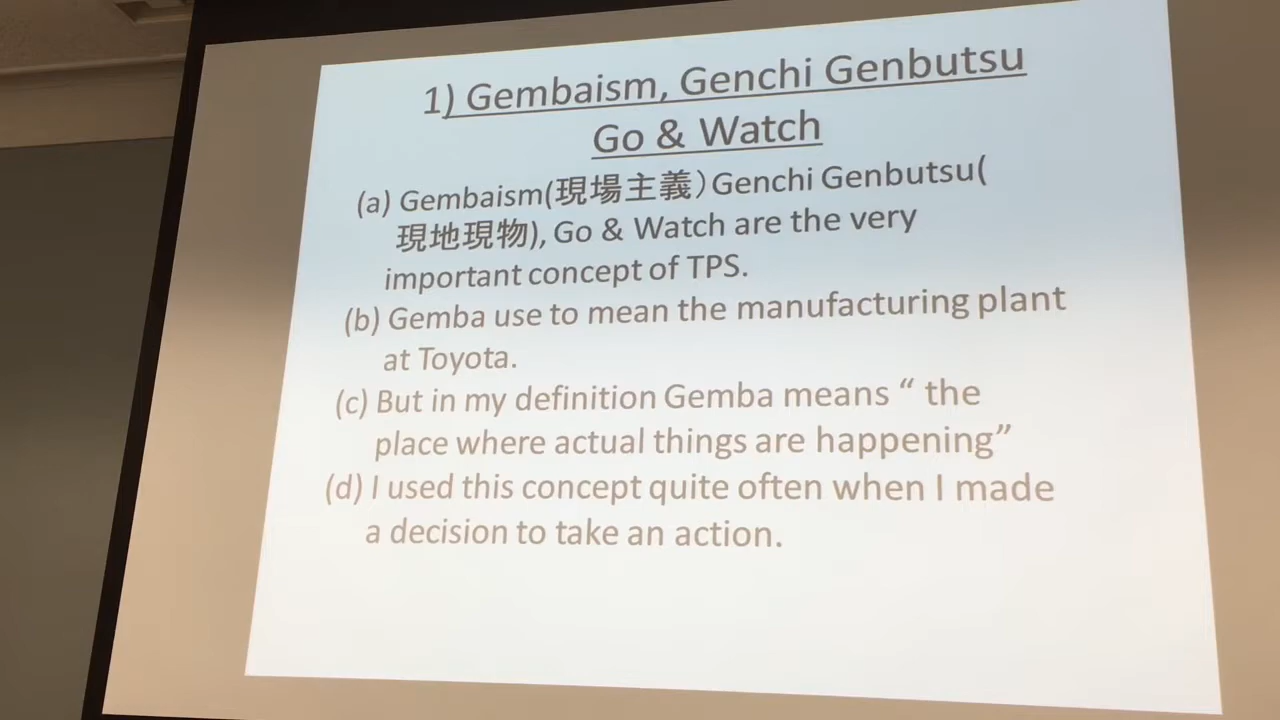 1) Gembaism, Genchi Genbutsu
Go & Watch
(a) Gembaism(現場主義)Genchi Genbutsu(
現地現物), Go & Watch are the very
important concept of TPS.
(b) Gemba use to mean the manufacturing plant
at Toyota.
(c) But in my definition Gemba means “ the
place where actual things are happening”
(d) I used this concept quite often when I made
a decision to take an action.